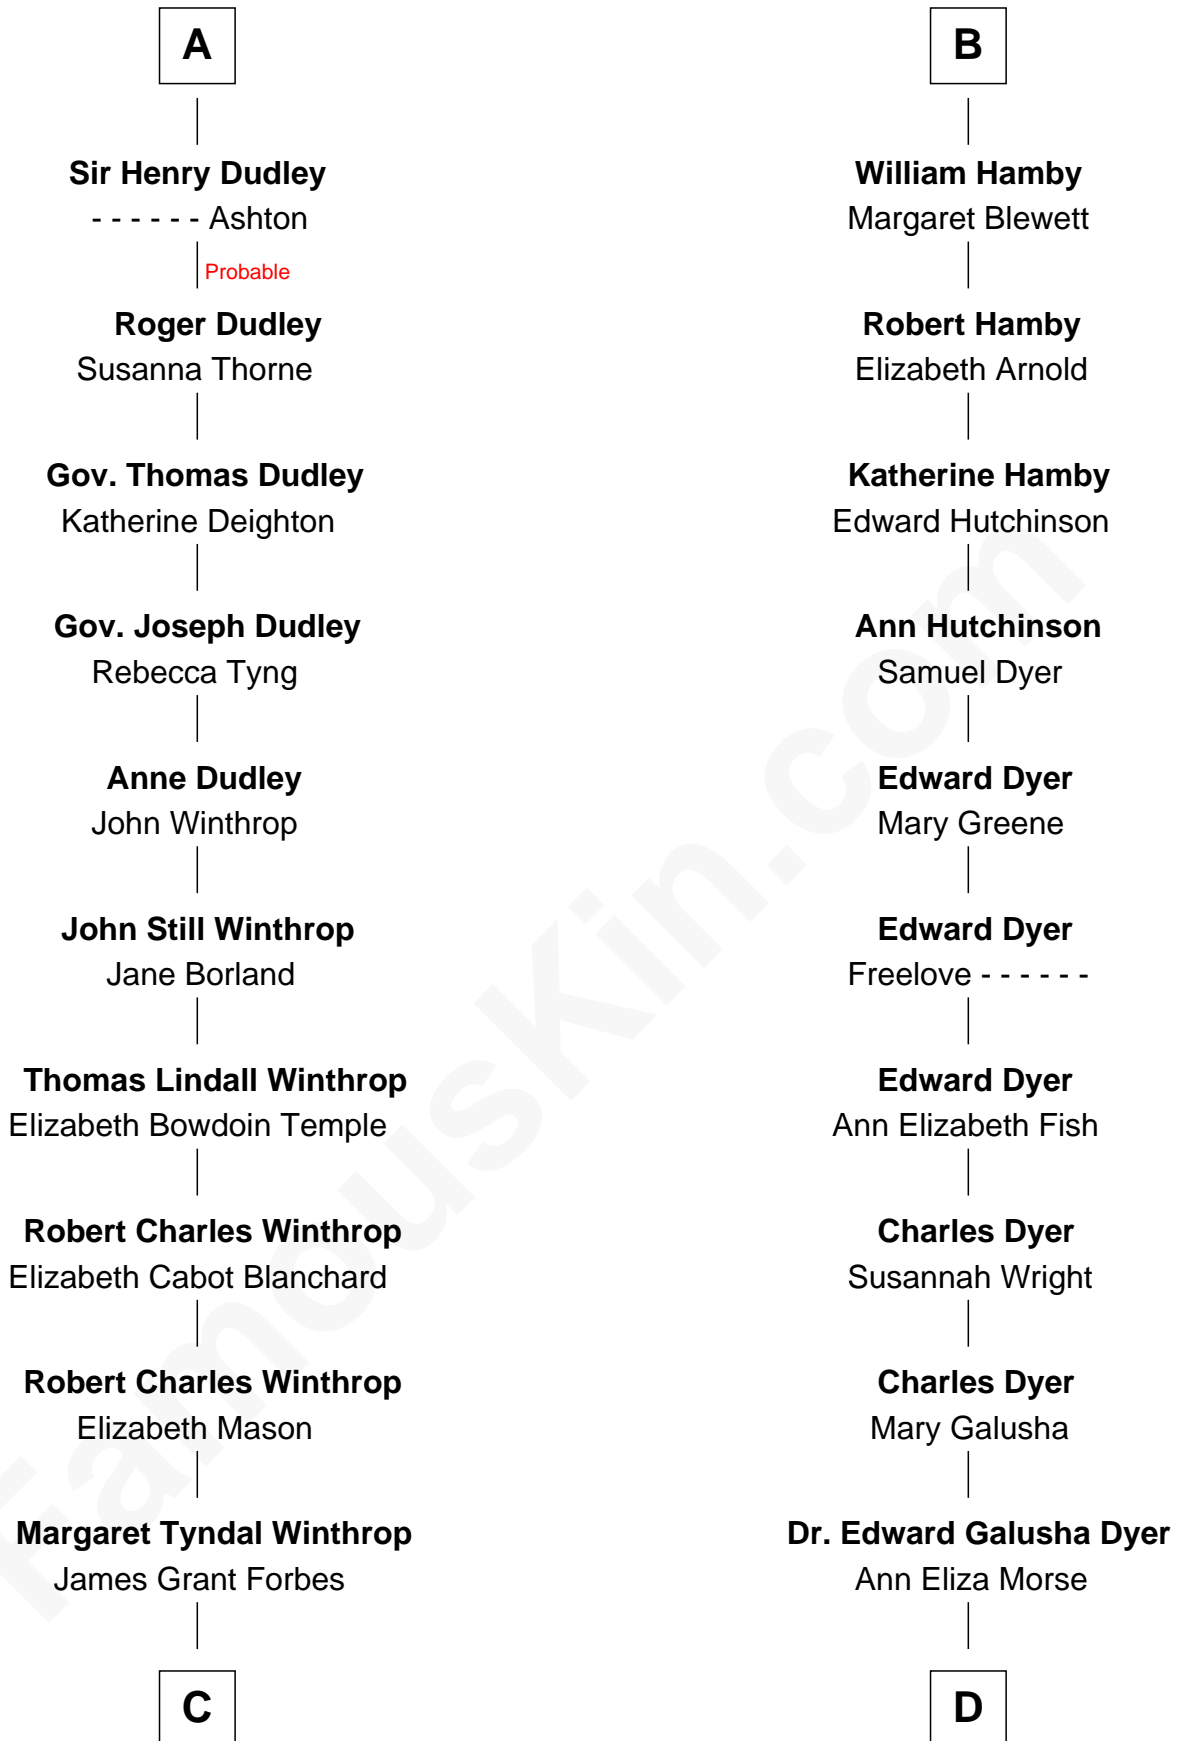 A
Sir Henry Dudley
- - - - - - Ashton
Probable
Roger Dudley
Susanna Thorne
Gov. Thomas Dudley
Katherine Deighton
Gov. Joseph Dudley
Rebecca Tyng
Anne Dudley
John Winthrop
John Still Winthrop
Jane Borland
Thomas Lindall Winthrop
Elizabeth Bowdoin Temple
Robert Charles Winthrop
Elizabeth Cabot Blanchard
Robert Charles Winthrop
Elizabeth Mason
Margaret Tyndal Winthrop
James Grant Forbes
C
B
William Hamby
Margaret Blewett
Robert Hamby
Elizabeth Arnold
Katherine Hamby
Edward Hutchinson
Ann Hutchinson
Samuel Dyer
Edward Dyer
Mary Greene
Edward Dyer
Freelove - - - - - -
Edward Dyer
Ann Elizabeth Fish
Charles Dyer
Susannah Wright
Charles Dyer
Mary Galusha
Dr. Edward Galusha Dyer
Ann Eliza Morse
D
FamousKin.com